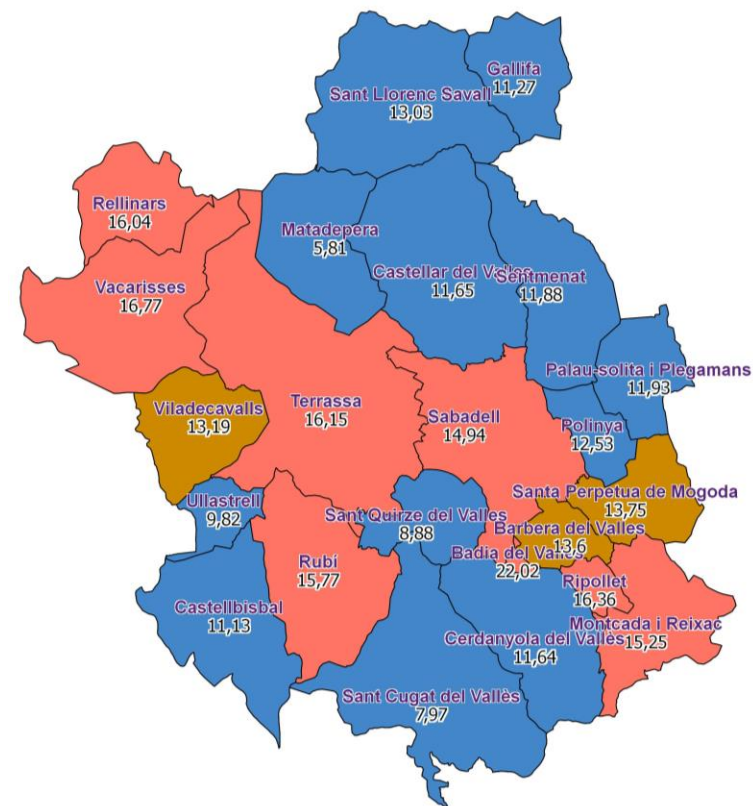 Gallifa
11,27
Sant Llorenc Savall
13,03
Rellinars
16,04
Matadepera
5,81
Castellar del Valles
11,65
Sentmenat
11,88
Vacarisses
16,77
Palau-solita i Plegamans
11,93
Viladecavalls
13,19
Terrassa
16,15
Sabadell
14,94
Polinya
12,53
Santa Perpetua de Mogoda
13,75
Ullastrell
9,82
Sant Quirze del Valles
8,88
Barbera del Valles
13,6
Badia del Valles
22,02
Rubí
15,77
Ripollet
16,36
Castellbisbal
11,13
Montcada i Reixac
15,25
Cerdanyola del Vallès
11,64
Sant Cugat del Vallès
7,97